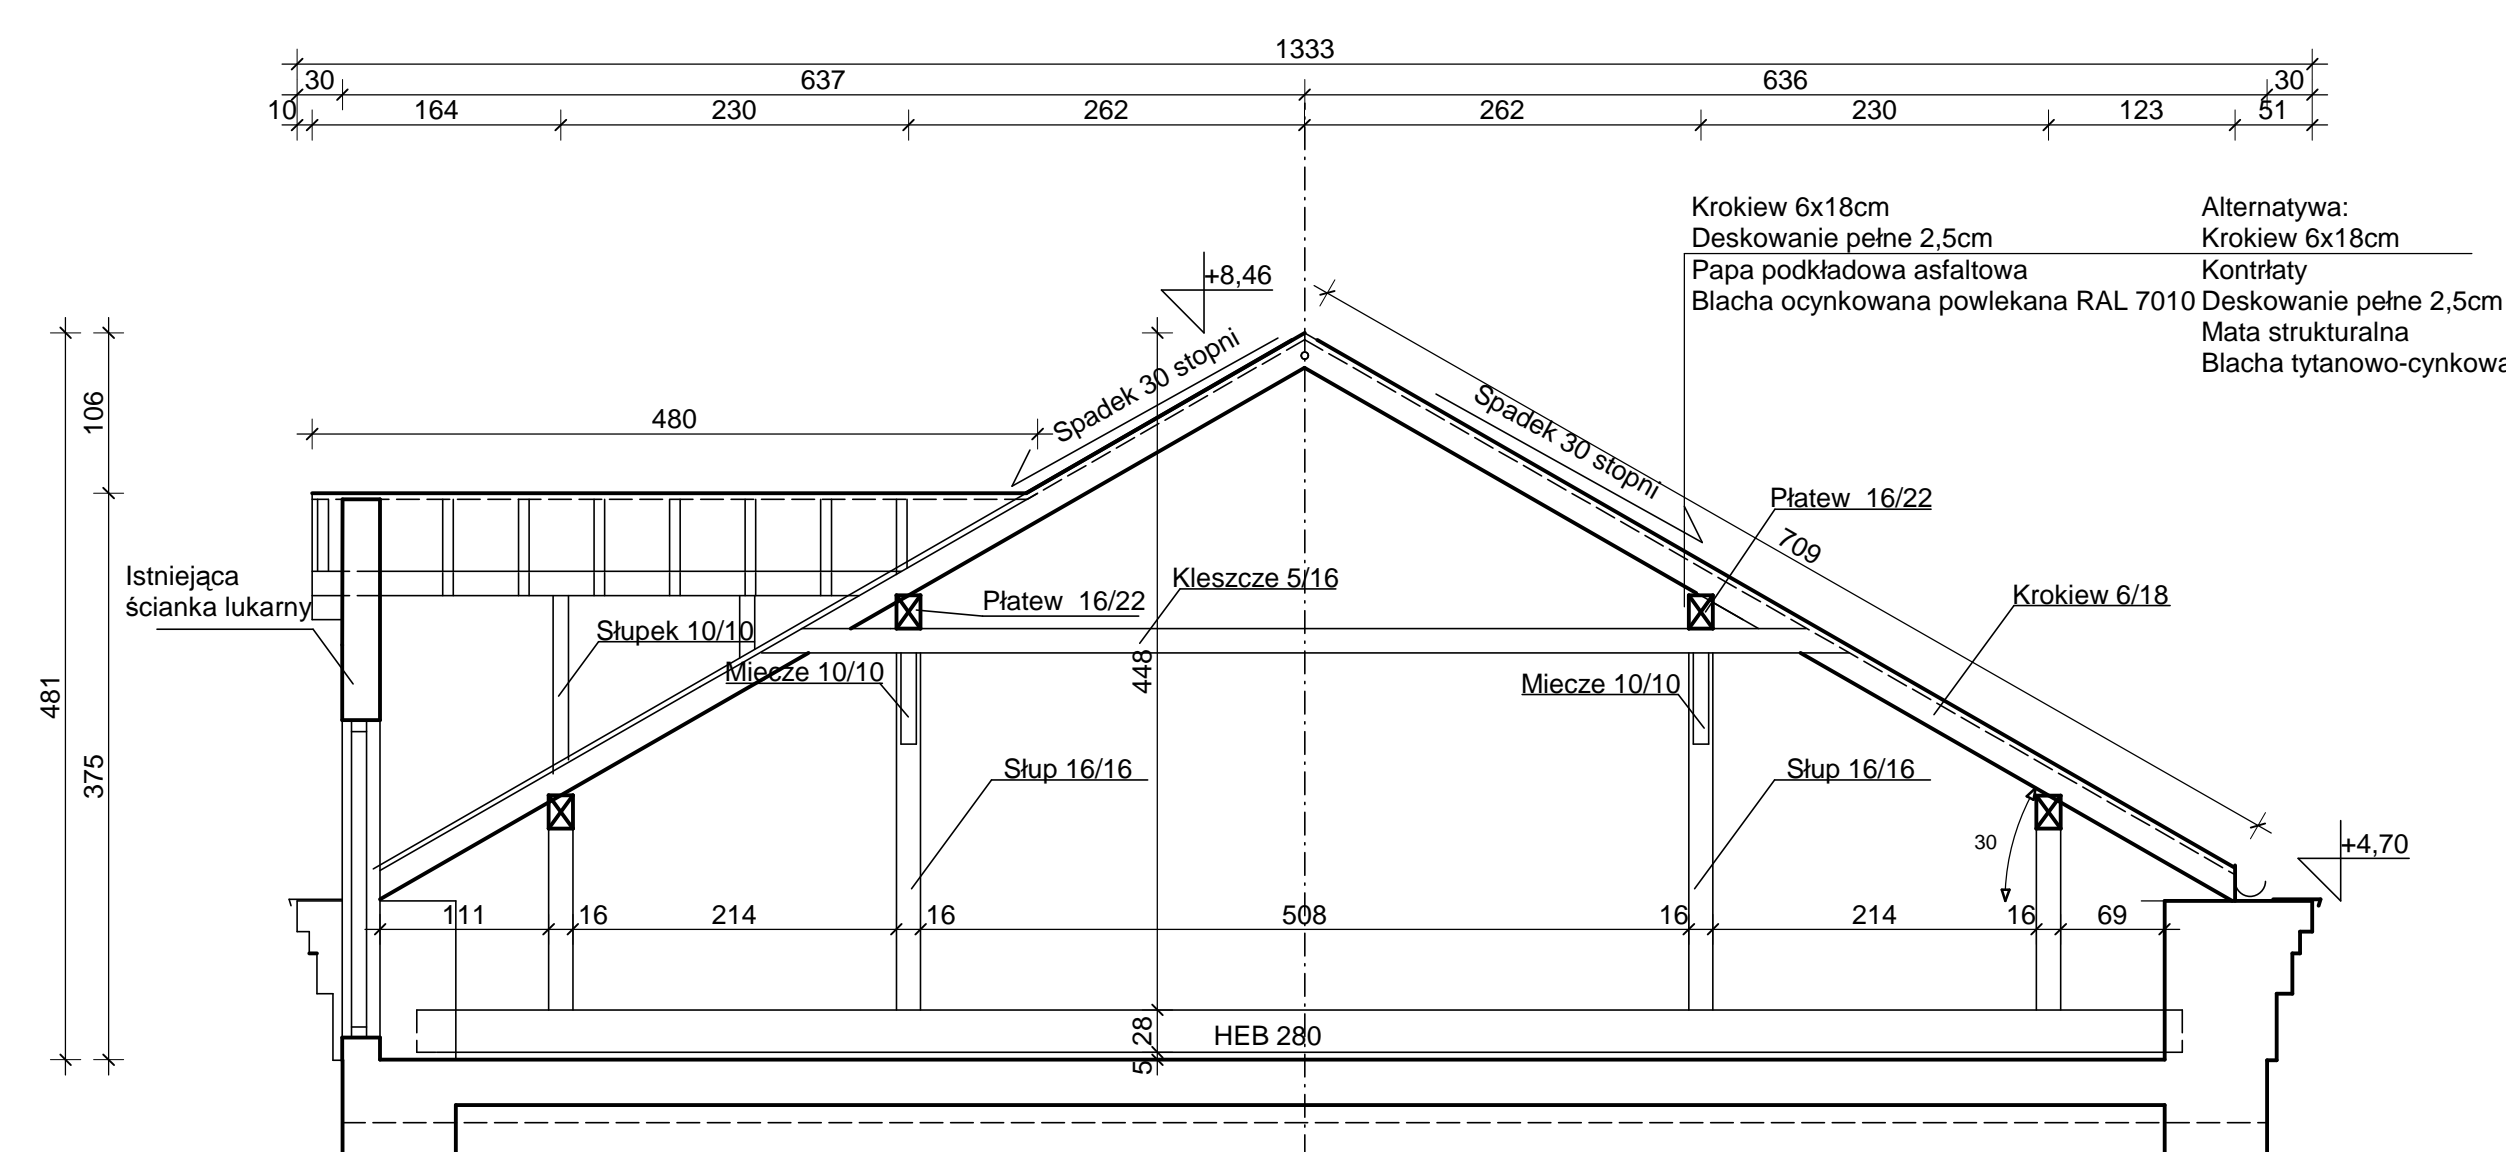 1333
30
637
636
30
10
164
230
262
262
230
123
51
Krokiew 6x18cm
Deskowanie pełne 2,5cm
Papa podkładowa asfaltowa
Blacha ocynkowana powlekana RAL 7010
Alternatywa:
Krokiew 6x18cm
Kontrłaty
Deskowanie pełne 2,5cm
Mata strukturalna
Blacha tytanowo-cynkowa
+8,46
Spadek 30 stopni
Spadek 30 stopni
480
106
709
Płatew 16/22
Istniejąca
ścianka lukarny
Kleszcze 5/16
Płatew 16/22
Krokiew 6/18
Słupek 10/10
Miecze 10/10
448
Miecze 10/10
481
375
Słup 16/16
Słup 16/16
30
+4,70
111
16
214
16
508
16
214
16
69
28
HEB 280
5